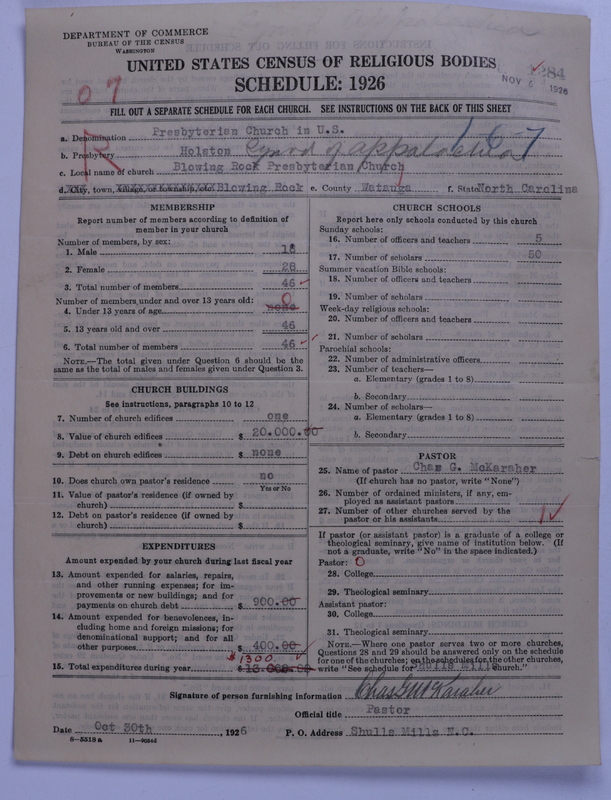 DEPARTMENT OF COMMERCE
BUREAU OF THE CENSUS
WASHINGTON
UNITED STATES CENSUS OF RELIGIOUS BODIES
SCHEDULE: 1926
NOV 6 1926
07
FILL OUT A SEPARATE SCHEDULE FOR EACH CHURCH. SEE INSTRUCTIONS ON THE BACK OF THIS SHEET
a. Denomination Presbyterian Church in U.S.
b. Presbytery Holston Synod of Appalachia
c. Local name of church Blowing Rock Presbyterian Church
d. City, town, village, or township, etc. Blowing Rock e. County Watauga f. State North Carolina
MEMBERSHIP
Report number of members according to definition of
member in your church
Number of members, by sex:
1. Male 18
2. Female 28
3. Total number of members 46
Number of members under and over 13 years old:
4. Under 13 years of age none 0
5. 13 years old and over 46
6. Total number of members 46
NOTE.—The total given under Question 6 should be the
same as the total of males and females given under Question 3.
CHURCH BUILDINGS
See instructions, paragraphs 10 to 12
7. Number of church edifices one
8. Value of church edifices $20.000.00
9. Debt on church edifices $ none
10. Does church own pastor's residence no
Yes or No
11. Value of pastor's residence (if owned by
church) $
12. Debt on pastor's residence (if owned by
church) $
EXPENDITURES
Amount expended by your church during last fiscal year
13. Amount expended for salaries, repairs,
and other running expenses; for im-
provements or new buildings; and for
payments on church debt $ 900.00
14. Amount expended for benevolences, in-
cluding home and foreign missions; for
denominational support; and for all
other purposes $ 400.00
$1300
15. Total expenditures during year $
CHURCH SCHOOLS
Report here only schools conducted by this church
Sunday schools:
16. Number of officers and teachers 5
17. Number of scholars 50
Summer vacation Bible schools:
18. Number of officers and teachers
19. Number of scholars
Week-day religious schools:
20. Number of officers and teachers
21. Number of scholars
Parochial schools:
22. Number of administrative officers
23. Number of teachers—
a. Elementary (grades 1 to 8)
b. Secondary
24. Number of scholars—
a. Elementary (grades 1 to 8)
b. Secondary
PASTOR
25. Name of pastor Chas G. McKaraher
(If church has no pastor, write "None")
26. Number of ordained ministers, if any, em-
ployed as assistant pastors
27. Number of other churches served by the
pastor or his assistants
If pastor (or assistant pastor) is a graduate of a college or
theological seminary, give name of institution below. (If
not a graduate, write "No" in the space indicated.)
Pastor: 0
28. College
29. Theological seminary
Assistant pastor:
30. College
31. Theological seminary
NOTE.—Where one pastor serves two or more churches,
Questions 28 and 29 should be answered only on the schedule
for one of the churches; on the schedules for the other churches,
write "See schedule for Shulls Mills Church."
Signature of person furnishing information Chas G McKaraher
Official title Pastor
Date Oct 30th, 1926 P. O. Address Shulls Mills N.C.
8-5518a